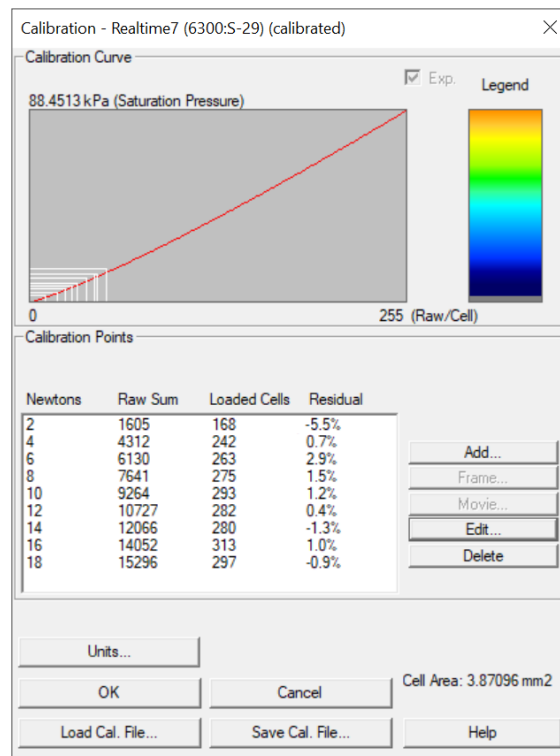 Calibration - Realtime7 (6300:S-29) (calibrated)
Calibration Curve
Exp.
Legend
88.4513 kPa (Saturation Pressure)
0
255 (Raw/Cell)
Calibration Points
Newtons Raw Sum Loaded Cells Residual
2 1605 168 -5.5%
4 4312 242 0.7%
6 6130 263 2.9%
8 7641 275 1.5%
10 9264 293 1.2%
12 10727 282 0.4%
14 12066 280 -1.3%
16 14052 313 1.0%
18 15296 297 -0.9%
Add...
Frame...
Movie...
Edit...
Delete
Units...
OK
Cancel
Cell Area: 3.87096 mm2
Load Cal. File...
Save Cal. File...
Help